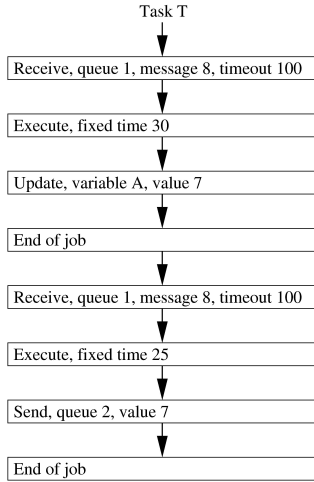 Task T
Receive, queue 1, message 8, timeout 100
Execute, fixed time 30
Update, variable A, value 7
End of job
Receive, queue 1, message 8, timeout 100
Execute, fixed time 25
Send, queue 2, value 7
End of job